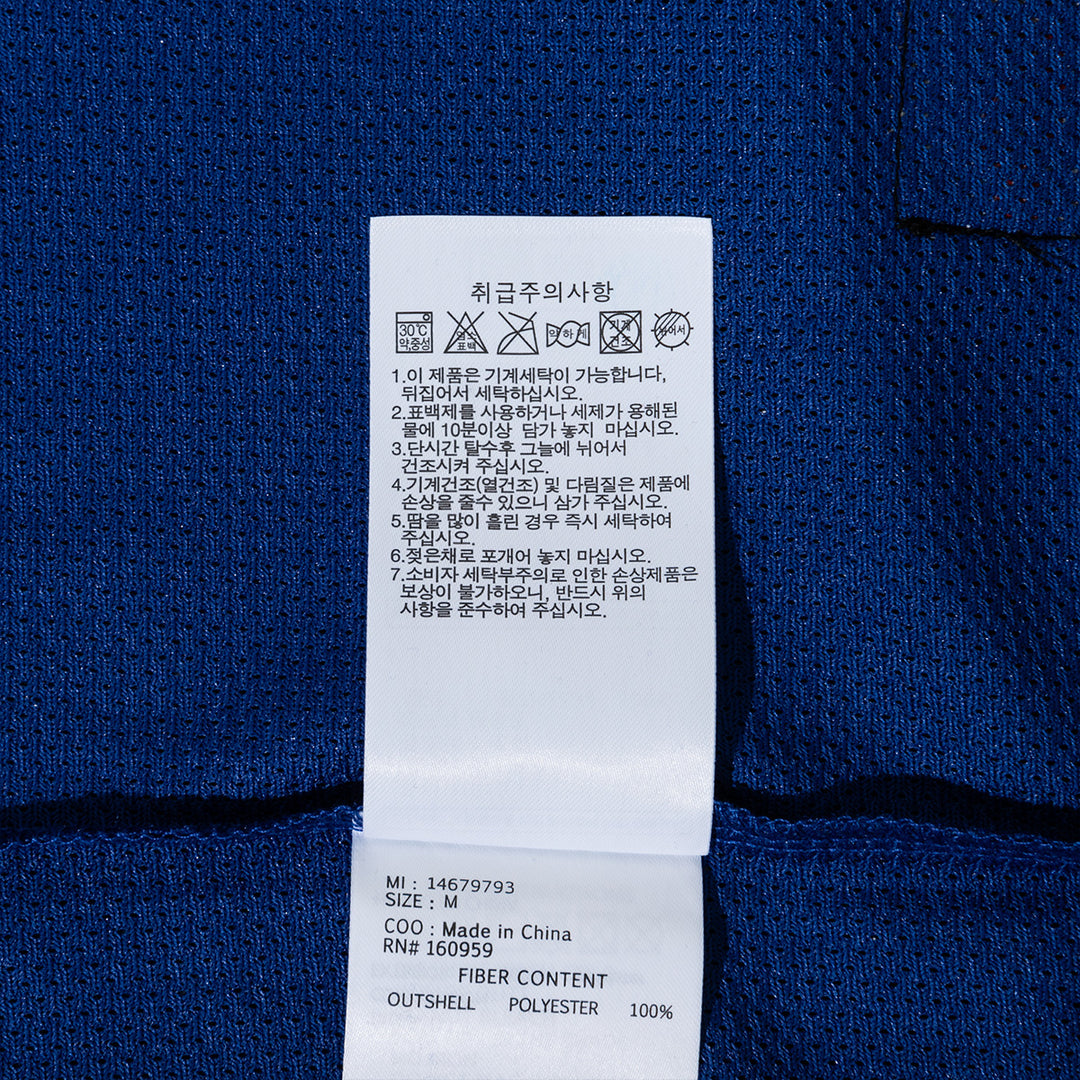 취급주의사항
30℃
약,중성
염소
표백
약하게
기계
건조
뉘어서
1.이 제품은 기계세탁이 가능합니다,
뒤집어서 세탁하십시오.
2.표백제를 사용하거나 세제가 용해된
물에 10분이상 담가 놓지 마십시오.
3.단시간 탈수후 그늘에 뉘어서
건조시켜 주십시오.
4.기계건조(열건조) 및 다림질은 제품에
손상을 줄수 있으니 삼가 주십시오.
5.땀을 많이 흘린 경우 즉시 세탁하여
주십시오.
6.젖은채로 포개어 놓지 마십시오.
7.소비자 세탁부주의로 인한 손상제품은
보상이 불가하오니, 반드시 위의
사항을 준수하여 주십시오.
MI : 14679793
SIZE : M
COO : Made in China
RN# 160959
FIBER CONTENT
OUTSHELL POLYESTER 100%